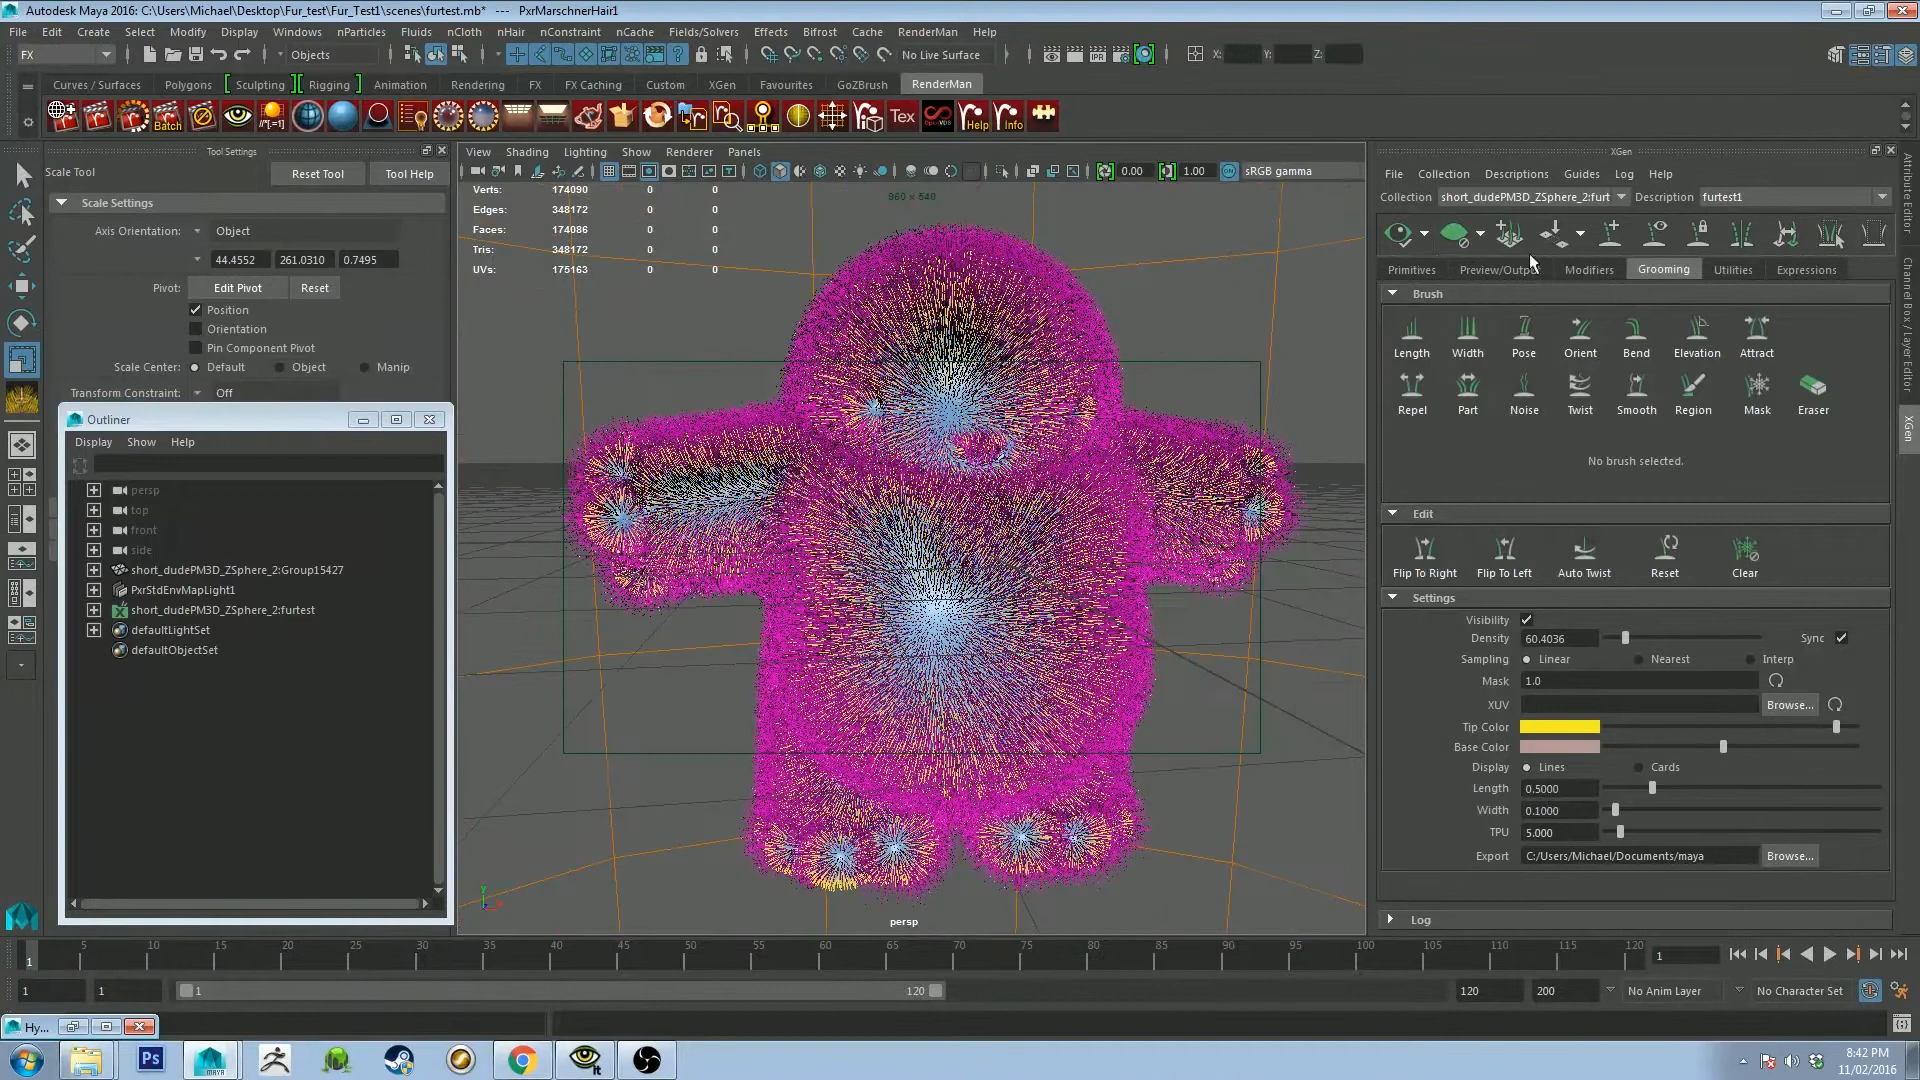 Autodesk Maya 2016: C:\Users\Michael\Desktop\Fur_test\Fur_Test1\scenes\furtest.mb* --- PxrMarschnerHair1
File Edit Create Select Modify Display Windows nParticles Fluids nCloth nHair nConstraint nCache Fields/Solvers Effects Bifrost Cache RenderMan Help
FX Objects No Live Surface X: Y: Z:
Curves / Surfaces Polygons Sculpting Rigging Animation Rendering FX FX Caching Custom XGen Favourites GoZBrush RenderMan
Batch Tex Help Info
Tool Settings
Scale Tool Reset Tool Tool Help
Scale Settings
Axis Orientation: Object
44.4552 261.0310 0.7495
Pivot: Edit Pivot Reset
Position
Orientation
Pin Component Pivot
Scale Center: Default Object Manip
Transform Constraint: Off
Outliner
Display Show Help
persp
top
front
side
short_dudePM3D_ZSphere_2:Group15427
PxrStdEnvMapLight1
short_dudePM3D_ZSphere_2:furtest
defaultLightSet
defaultObjectSet
View Shading Lighting Show Renderer Panels
0.00 1.00 sRGB gamma
Verts: 174090 0 0
Edges: 348172 0 0
Faces: 174086 0 0
Tris: 348172 0 0
UVs: 175163 0 0
960 x 540
persp
XGen
File Collection Descriptions Guides Log Help
Collection short_dudePM3D_ZSphere_2:furt Description furtest1
Primitives Preview/Outpu Modifiers Grooming Utilities Expressions
Brush
Length Width Pose Orient Bend Elevation Attract
Repel Part Noise Twist Smooth Region Mask Eraser
No brush selected.
Edit
Flip To Right Flip To Left Auto Twist Reset Clear
Settings
Visibility
Density 60.4036 Sync
Sampling Linear Nearest Interp
Mask 1.0
XUV Browse...
Tip Color
Base Color
Display Lines Cards
Length 0.5000
Width 0.1000
TPU 5.000
Export C:/Users/Michael/Documents/maya Browse...
Log
Attribute Editor
Channel Box / Layer Editor
XGen
5 10 15 20 25 30 35 40 45 50 55 60 65 70 75 80 85 90 95 100 105 110 115 120
1 1
1 1 1 120 120 200 No Anim Layer No Character Set
Hy...
Ps MAYA it
8:42 PM
11/02/2016